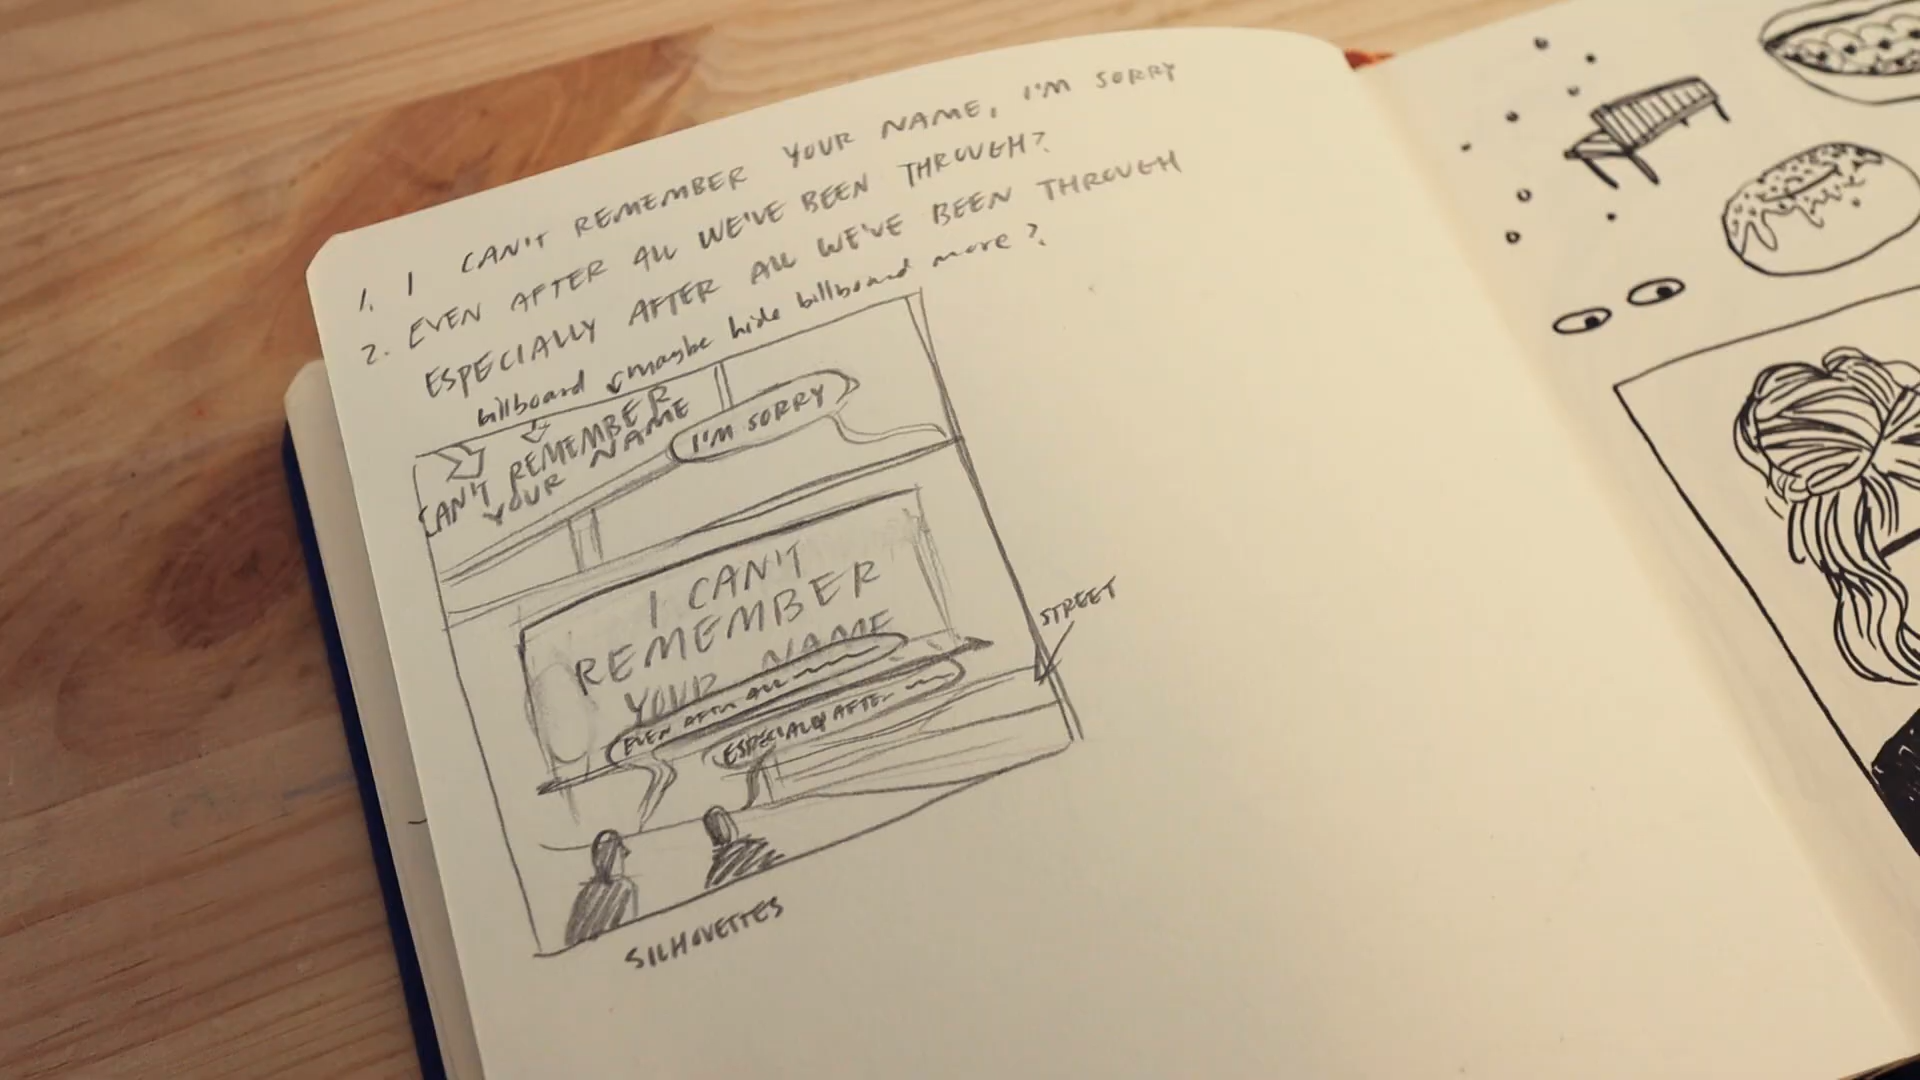 1. I CAN'T REMEMBER YOUR NAME, I'M SORRY
2. EVEN AFTER ALL WE'VE BEEN THROUGH?
ESPECIALLY AFTER ALL WE'VE BEEN THROUGH
billboard maybe hide billboard more?
CAN'T REMEMBER
YOUR NAME
I'M SORRY
I CAN'T
REMEMBER
YOUR NAME
EVEN AFTER ALL
ESPECIALLY AFTER
STREET
SILHOUETTES